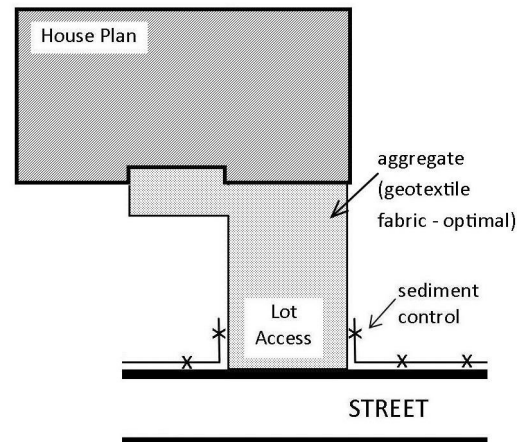 House Plan
aggregate
(geotextile
fabric - optimal)
sediment
control
Lot
Access
STREET